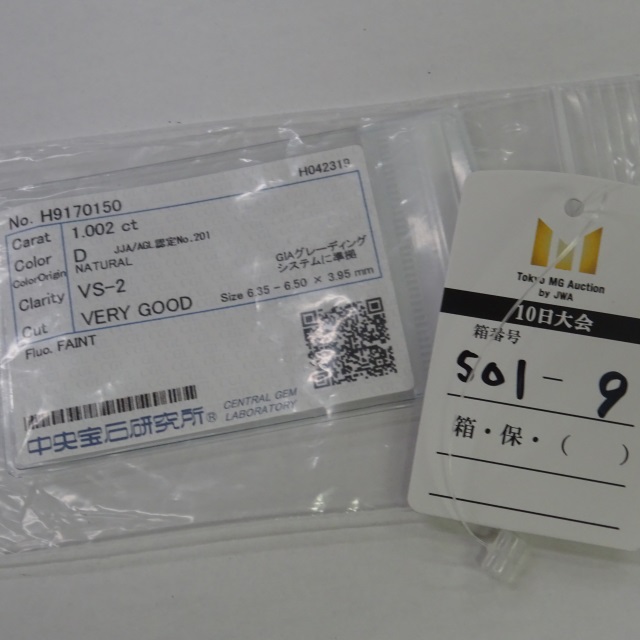 No. H9170150
H042319
Carat 1.002 ct
Color D JJA/AGL認定No.201
Color Origin NATURAL
GIAグレーディング
システムに準拠
Clarity VS-2
Size 6.35 - 6.50 × 3.95 mm
Cut VERY GOOD
Fluo. FAINT
中央宝石研究所® CENTRAL GEM
LABORATORY
Tokyo MG Auction
by JWA
10日大会
箱番号
501-9
箱・保・( )